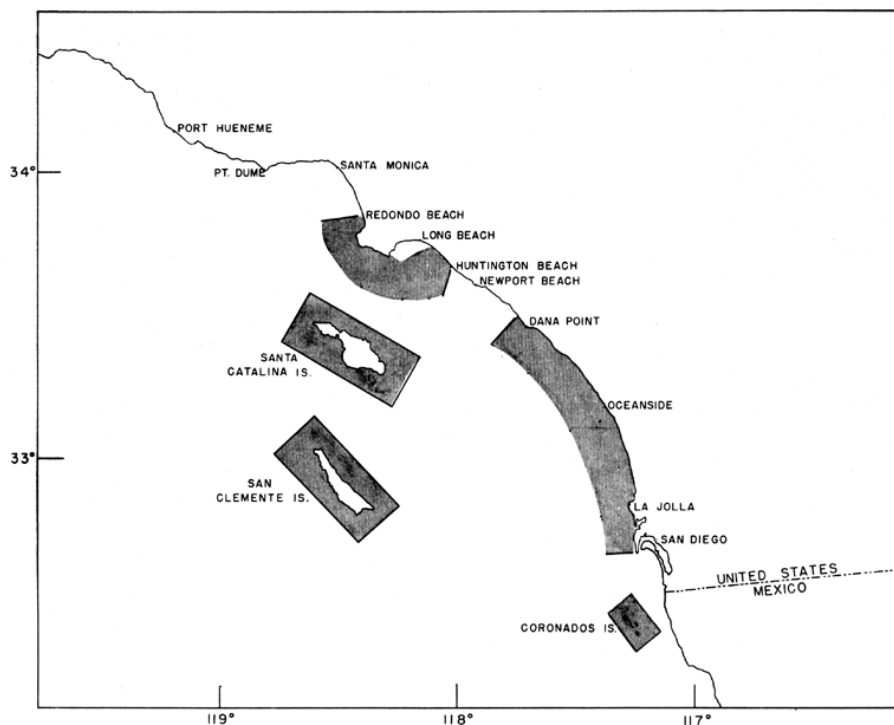 PORT HUENEME
34°
PT. DUME
SANTA MONICA
REDONDO BEACH
LONG BEACH
HUNTINGTON BEACH
NEWPORT BEACH
DANA POINT
SANTA
CATALINA IS.
OCEANSIDE
33°
SAN
CLEMENTE IS.
LA JOLLA
SAN DIEGO
UNITED STATES
MEXICO
CORONADOS IS.
119°
118°
117°